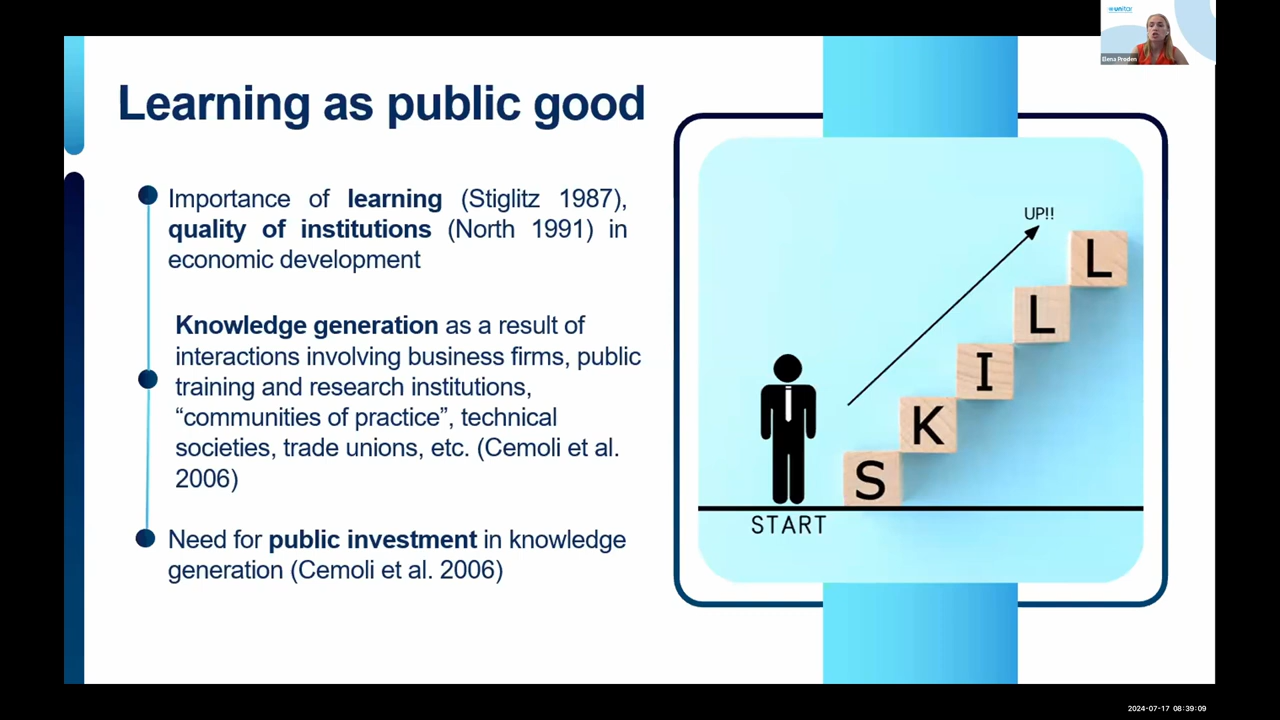 unitar
Elena Proden
Learning as public good
Importance of learning (Stiglitz 1987),
quality of institutions (North 1991) in
economic development
Knowledge generation as a result of
interactions involving business firms, public
training and research institutions,
“communities of practice”, technical
societies, trade unions, etc. (Cemoli et al.
2006)
Need for public investment in knowledge
generation (Cemoli et al. 2006)
UP!!
S K I L L
START
2024-07-17 08:39:09